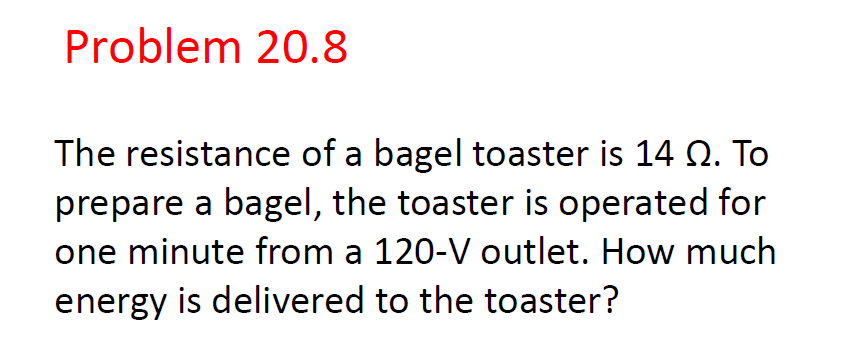 Problem 20.8
The resistance of a bagel toaster is 14 Ω. To
prepare a bagel, the toaster is operated for
one minute from a 120-V outlet. How much
energy is delivered to the toaster?